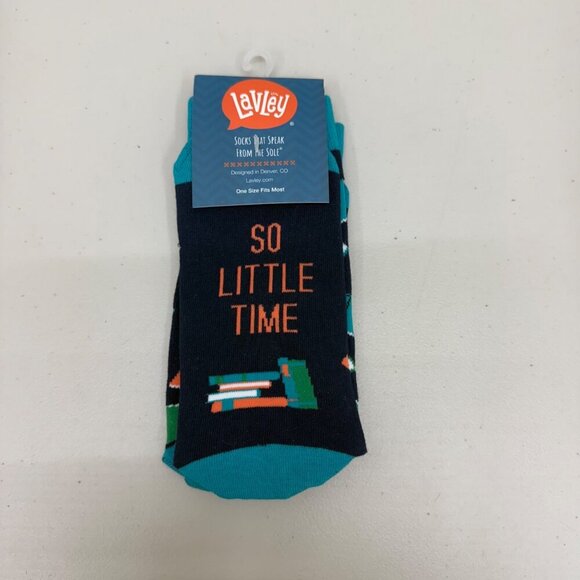 LavLey
SOCKS THAT SPEAK
FROM THE SOLE
Designed in Denver, CO
Lavley.com
One Size Fits Most
SO
LITTLE
TIME